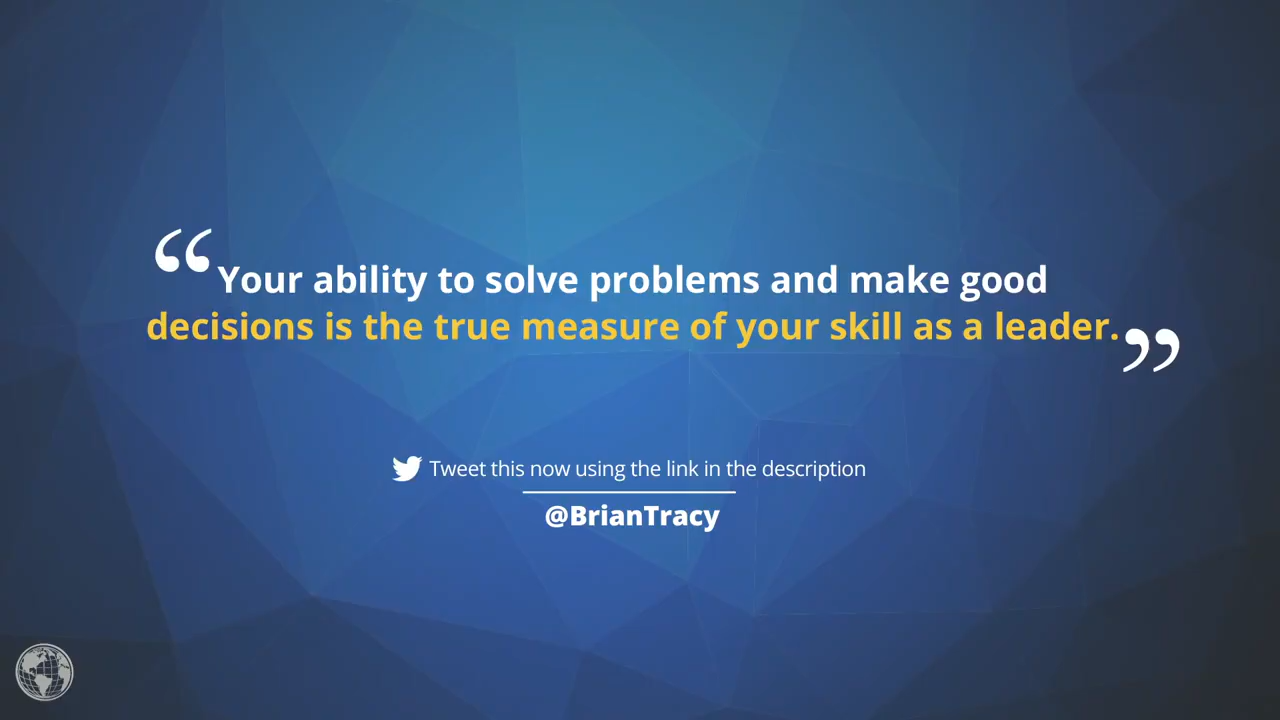 “Your ability to solve problems and make good
decisions is the true measure of your skill as a leader.”
Tweet this now using the link in the description
@BrianTracy